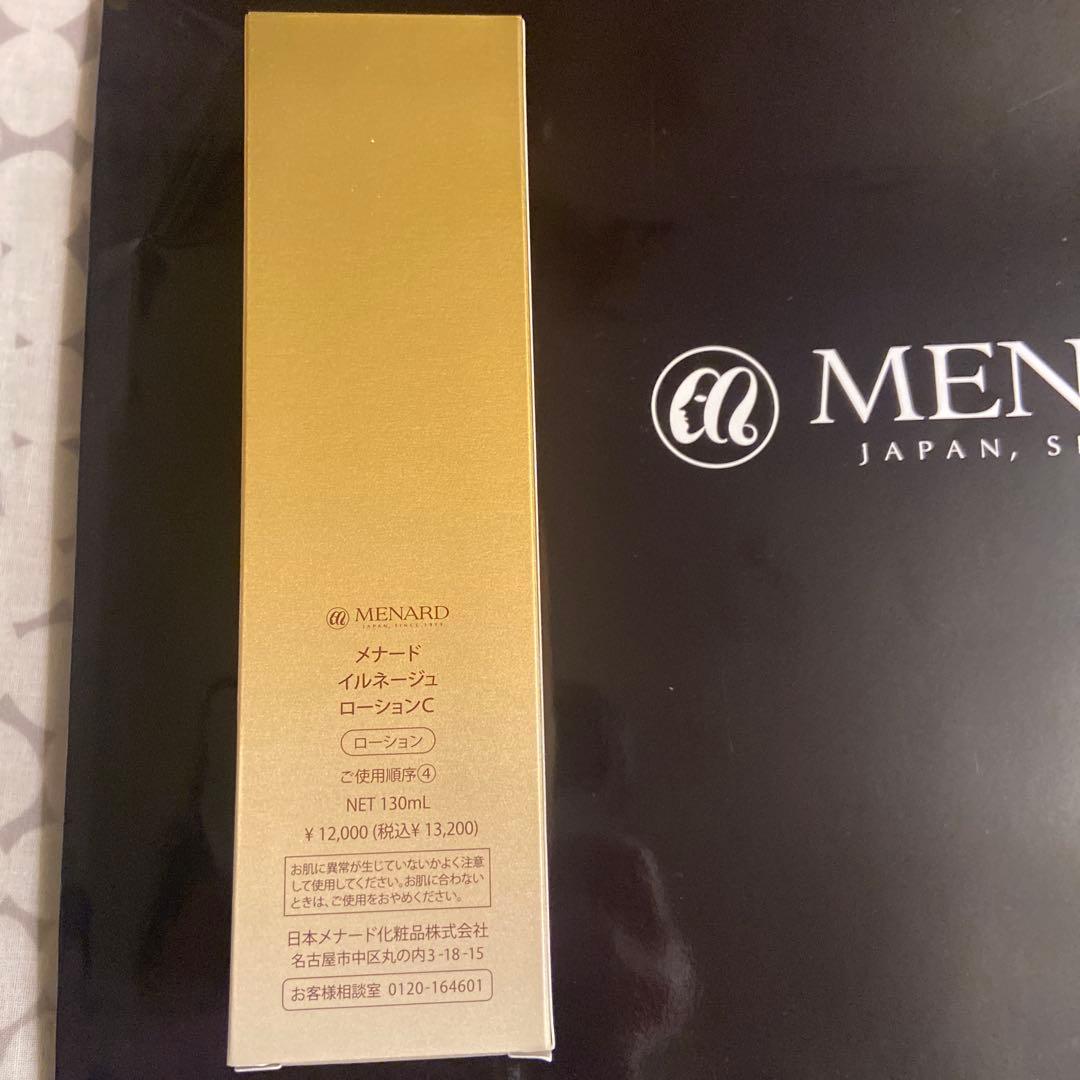 MENARD
JAPAN, SINCE 1959
メナード
イルネージュ
ローションC
ローション
ご使用順序④
NET 130mL
¥12,000 (税込¥13,200)
お肌に異常が生じていないかよく注意
して使用してください。お肌に合わない
ときは、ご使用をおやめください。
日本メナード化粧品株式会社
名古屋市中区丸の内3-18-15
お客様相談室 0120-164601
MEN
JAPAN, S